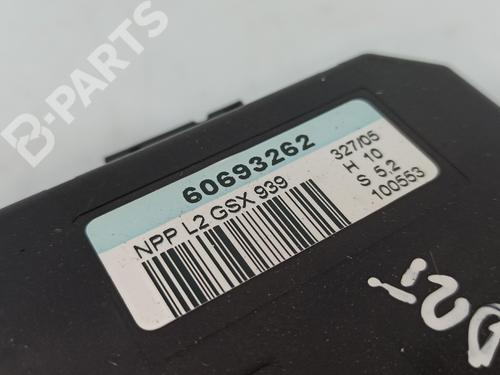 B-PARTS
60693262
NPP L2 GSX 939
327/05
H 10
S 5.2
100553